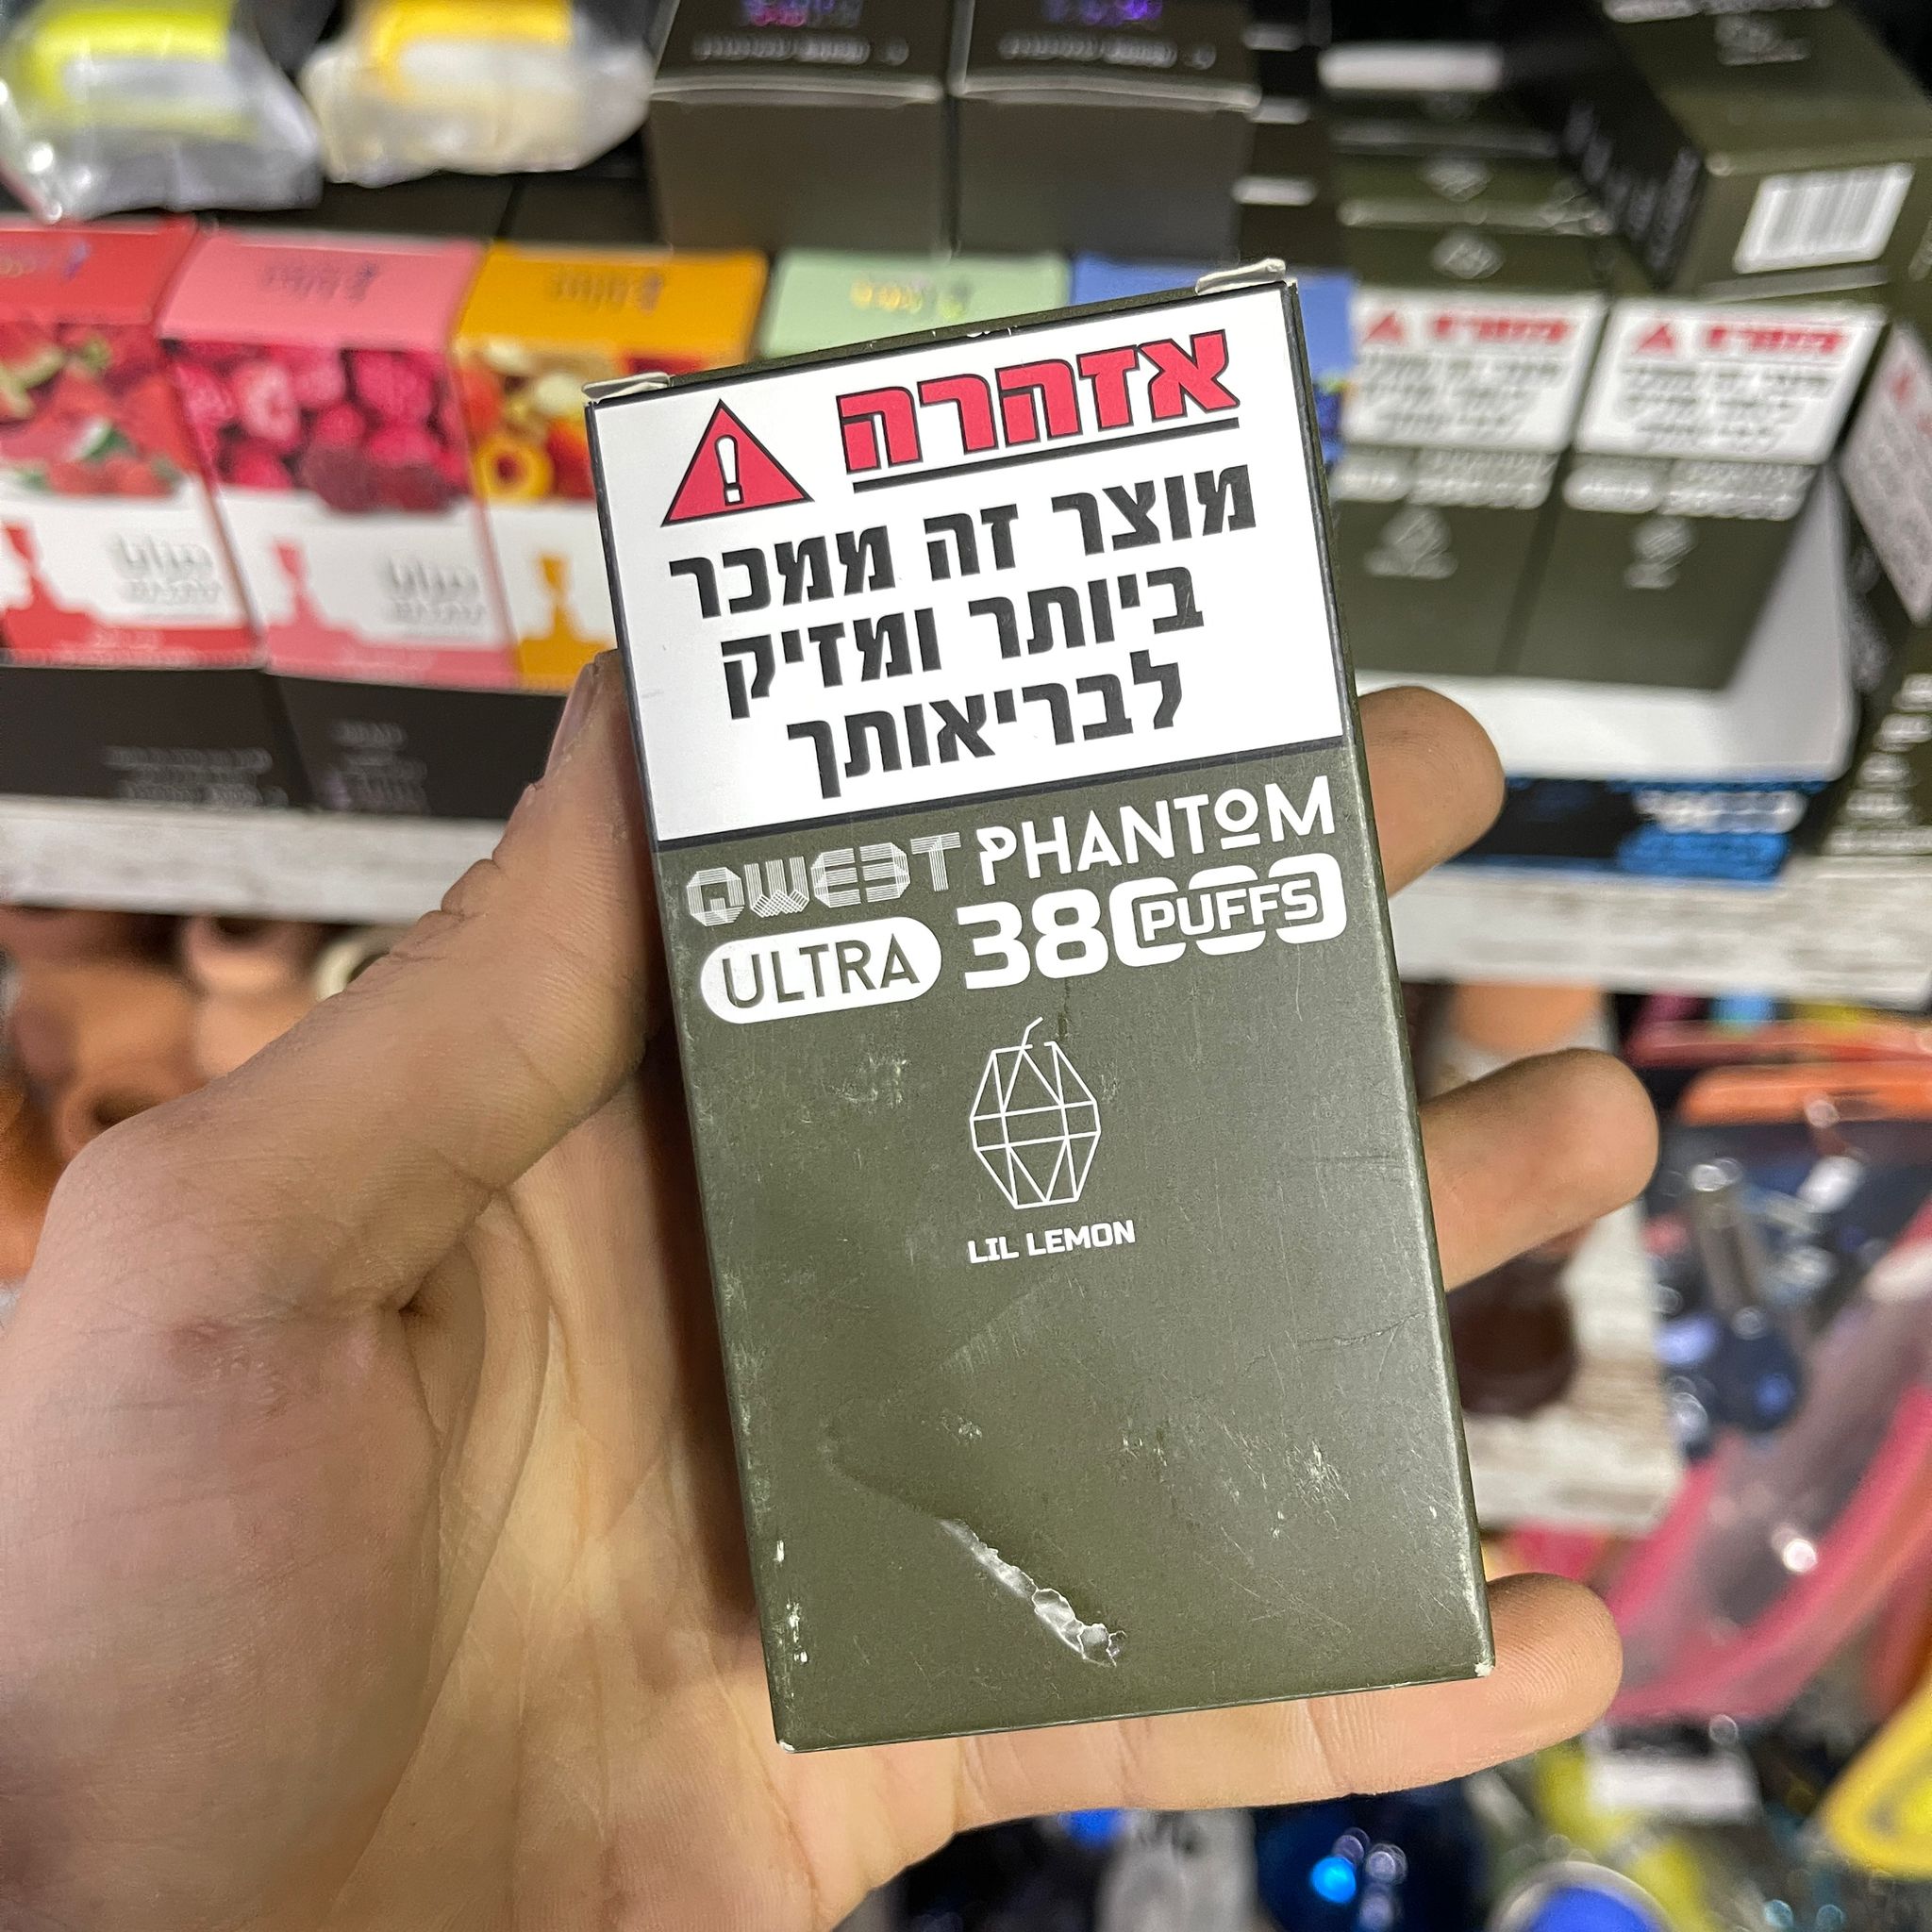 אזהרה
מוצר זה ממכר
ביותר ומזיק
לבריאותך
QWEST PHANTOM
ULTRA 38000 PUFFS
LIL LEMON